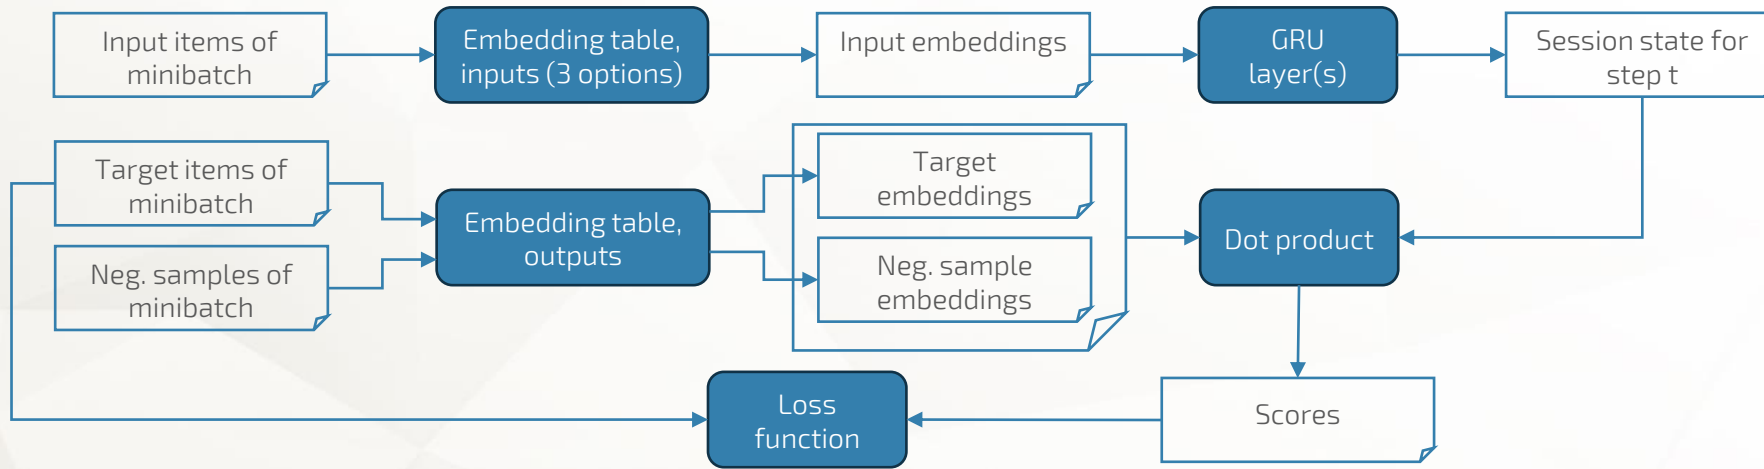 Input items of
minibatch
Embedding table,
inputs (3 options)
Input embeddings
GRU
layer(s)
Session state for
step t
Target items of
minibatch
Neg. samples of
minibatch
Embedding table,
outputs
Target
embeddings
Neg. sample
embeddings
Dot product
Loss
function
Scores